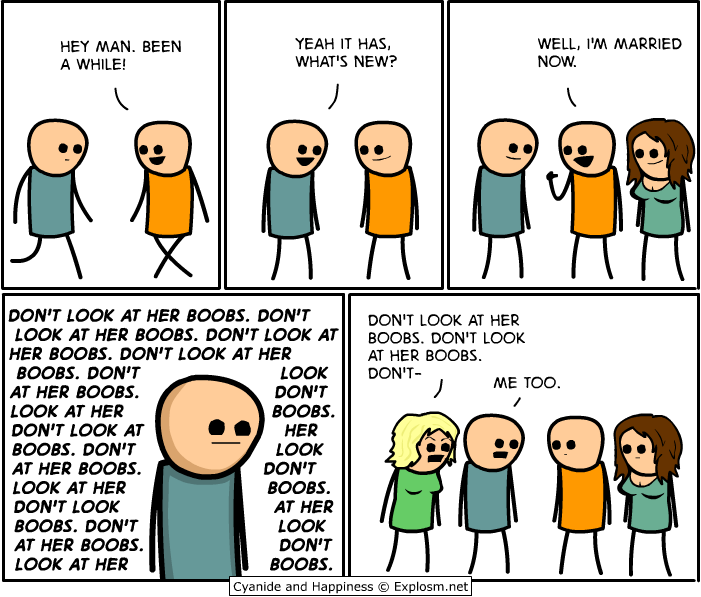 HEY MAN. BEEN
A WHILE!
YEAH IT HAS,
WHAT'S NEW?
WELL, I'M MARRIED
NOW.
DON'T LOOK AT HER BOOBS. DON'T
LOOK AT HER BOOBS. DON'T LOOK AT
HER BOOBS. DON'T LOOK AT HER
BOOBS. DON'T LOOK
AT HER BOOBS. DON'T
LOOK AT HER BOOBS.
DON'T LOOK AT HER
BOOBS. DON'T LOOK
AT HER BOOBS. DON'T
LOOK AT HER BOOBS.
DON'T LOOK AT HER
BOOBS. DON'T LOOK
AT HER BOOBS. DON'T
LOOK AT HER BOOBS.
DON'T LOOK AT HER
BOOBS. DON'T LOOK
AT HER BOOBS.
DON'T-
ME TOO.
Cyanide and Happiness © Explosm.net